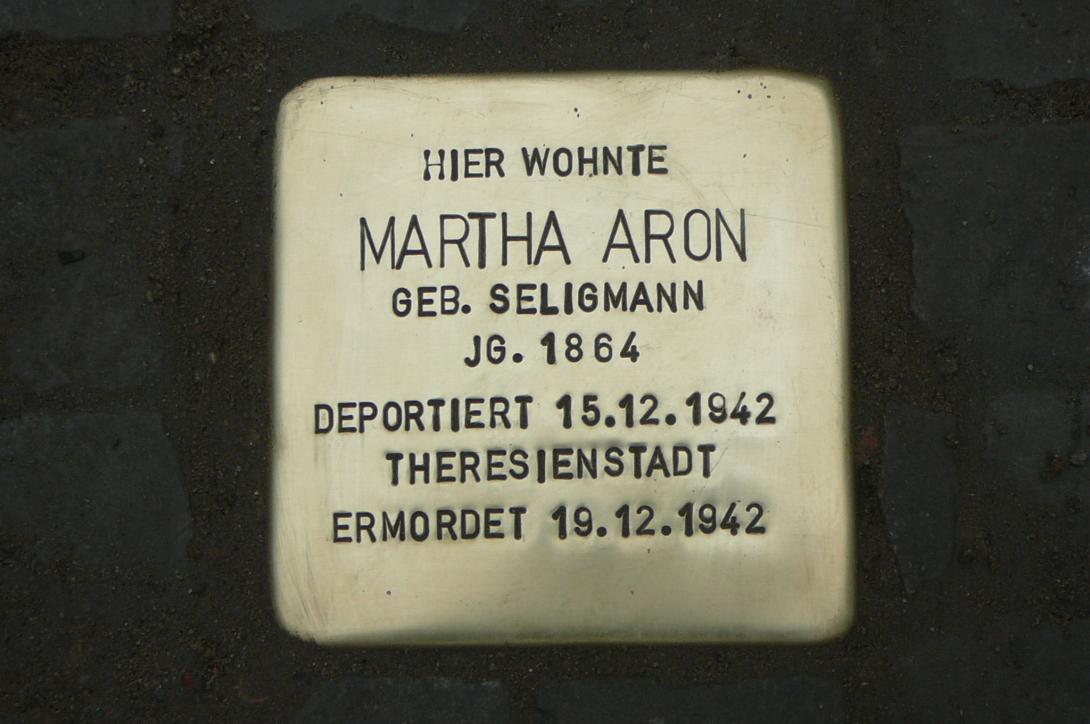 HIER WOHNTE
MARTHA ARON
GEB. SELIGMANN
JG. 1864
DEPORTIERT 15.12.1942
THERESIENSTADT
ERMORDET 19.12.1942